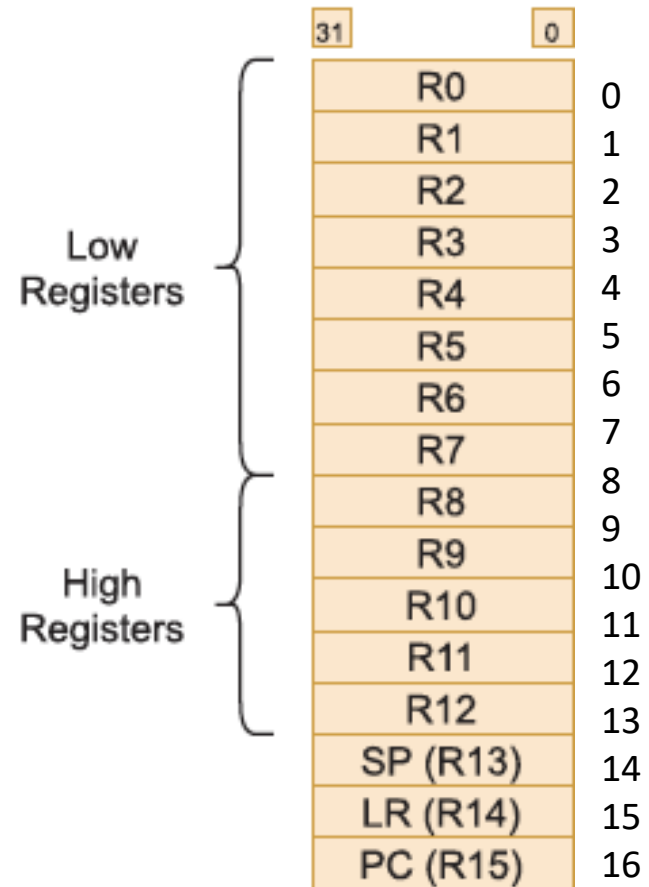 31 0
R0 0
R1 1
R2 2
Low
Registers
R3 3
R4 4
R5 5
R6 6
R7 7
R8 8
R9 9
High
Registers
R10 10
R11 11
R12 12
13
SP (R13) 14
LR (R14) 15
PC (R15) 16